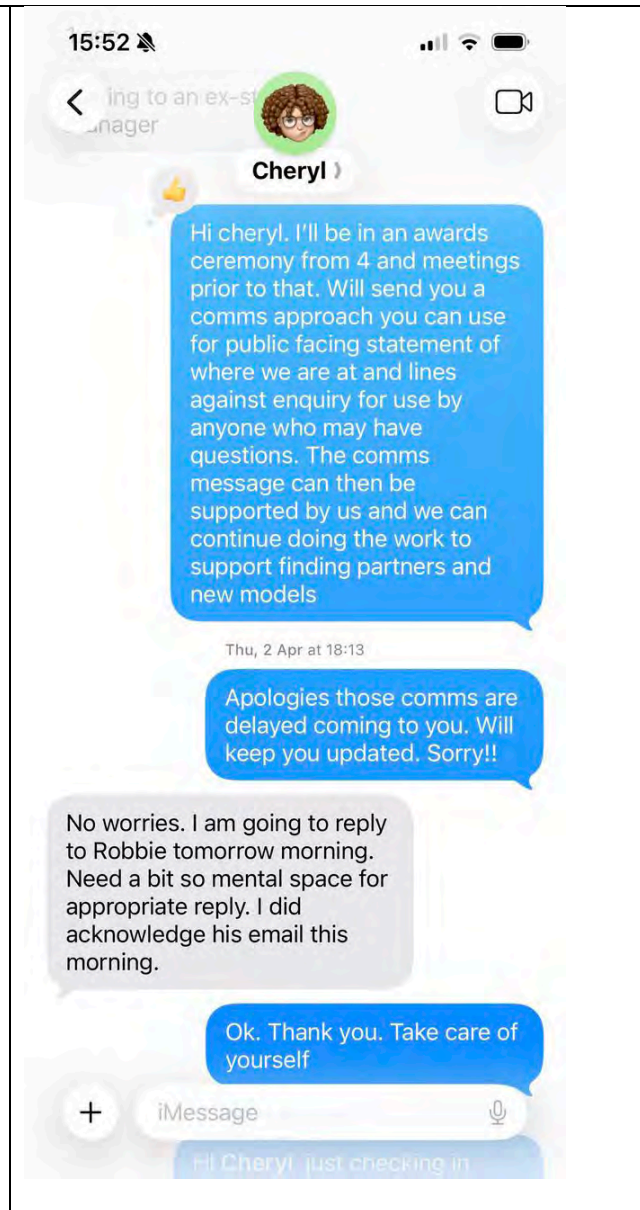 15:52
ing to an ex-st
anager
Cheryl
Hi cheryl. I'll be in an awards
ceremony from 4 and meetings
prior to that. Will send you a
comms approach you can use
for public facing statement of
where we are at and lines
against enquiry for use by
anyone who may have
questions. The comms
message can then be
supported by us and we can
continue doing the work to
support finding partners and
new models
Thu, 2 Apr at 18:13
Apologies those comms are
delayed coming to you. Will
keep you updated. Sorry!!
No worries. I am going to reply
to Robbie tomorrow morning.
Need a bit so mental space for
appropriate reply. I did
acknowledge his email this
morning.
Ok. Thank you. Take care of
yourself
iMessage
Hi Cheryl just checking in